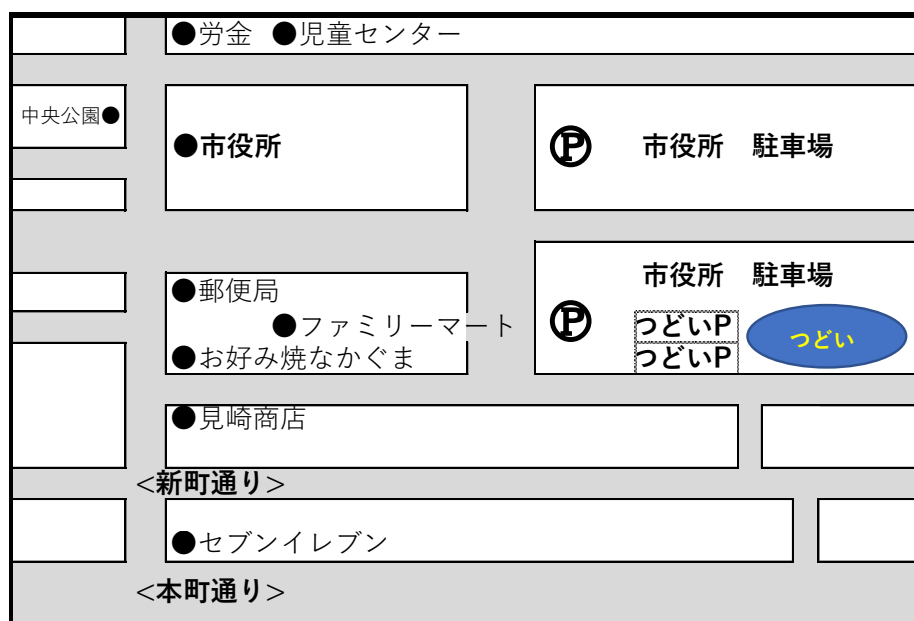 ●労金 ●児童センター
中央公園●
●市役所
Ⓟ 市役所 駐車場
市役所 駐車場
●郵便局
●ファミリーマート
Ⓟ
つどいP
つどい
●お好み焼なかぐま
つどいP
●見崎商店
<新町通り>
●セブンイレブン
<本町通り>